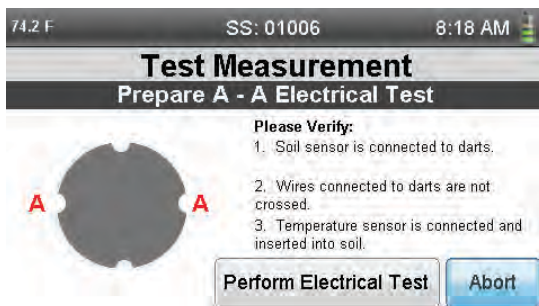 74.2 F SS: 01006 8:18 AM
Test Measurement
Prepare A - A Electrical Test
Please Verify:
1. Soil sensor is connected to darts.
2. Wires connected to darts are not
crossed.
3. Temperature sensor is connected and
inserted into soil.
A A
Perform Electrical Test Abort